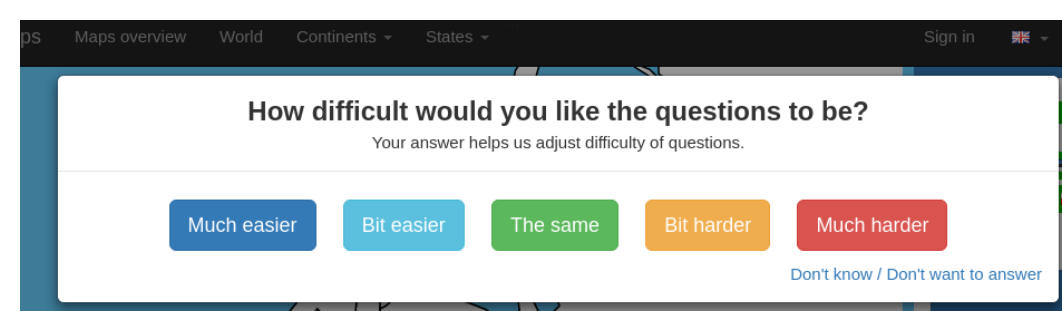 ps Maps overview World Continents States Sign in
How difficult would you like the questions to be?
Your answer helps us adjust difficulty of questions.
Much easier Bit easier The same Bit harder Much harder
Don't know / Don't want to answer